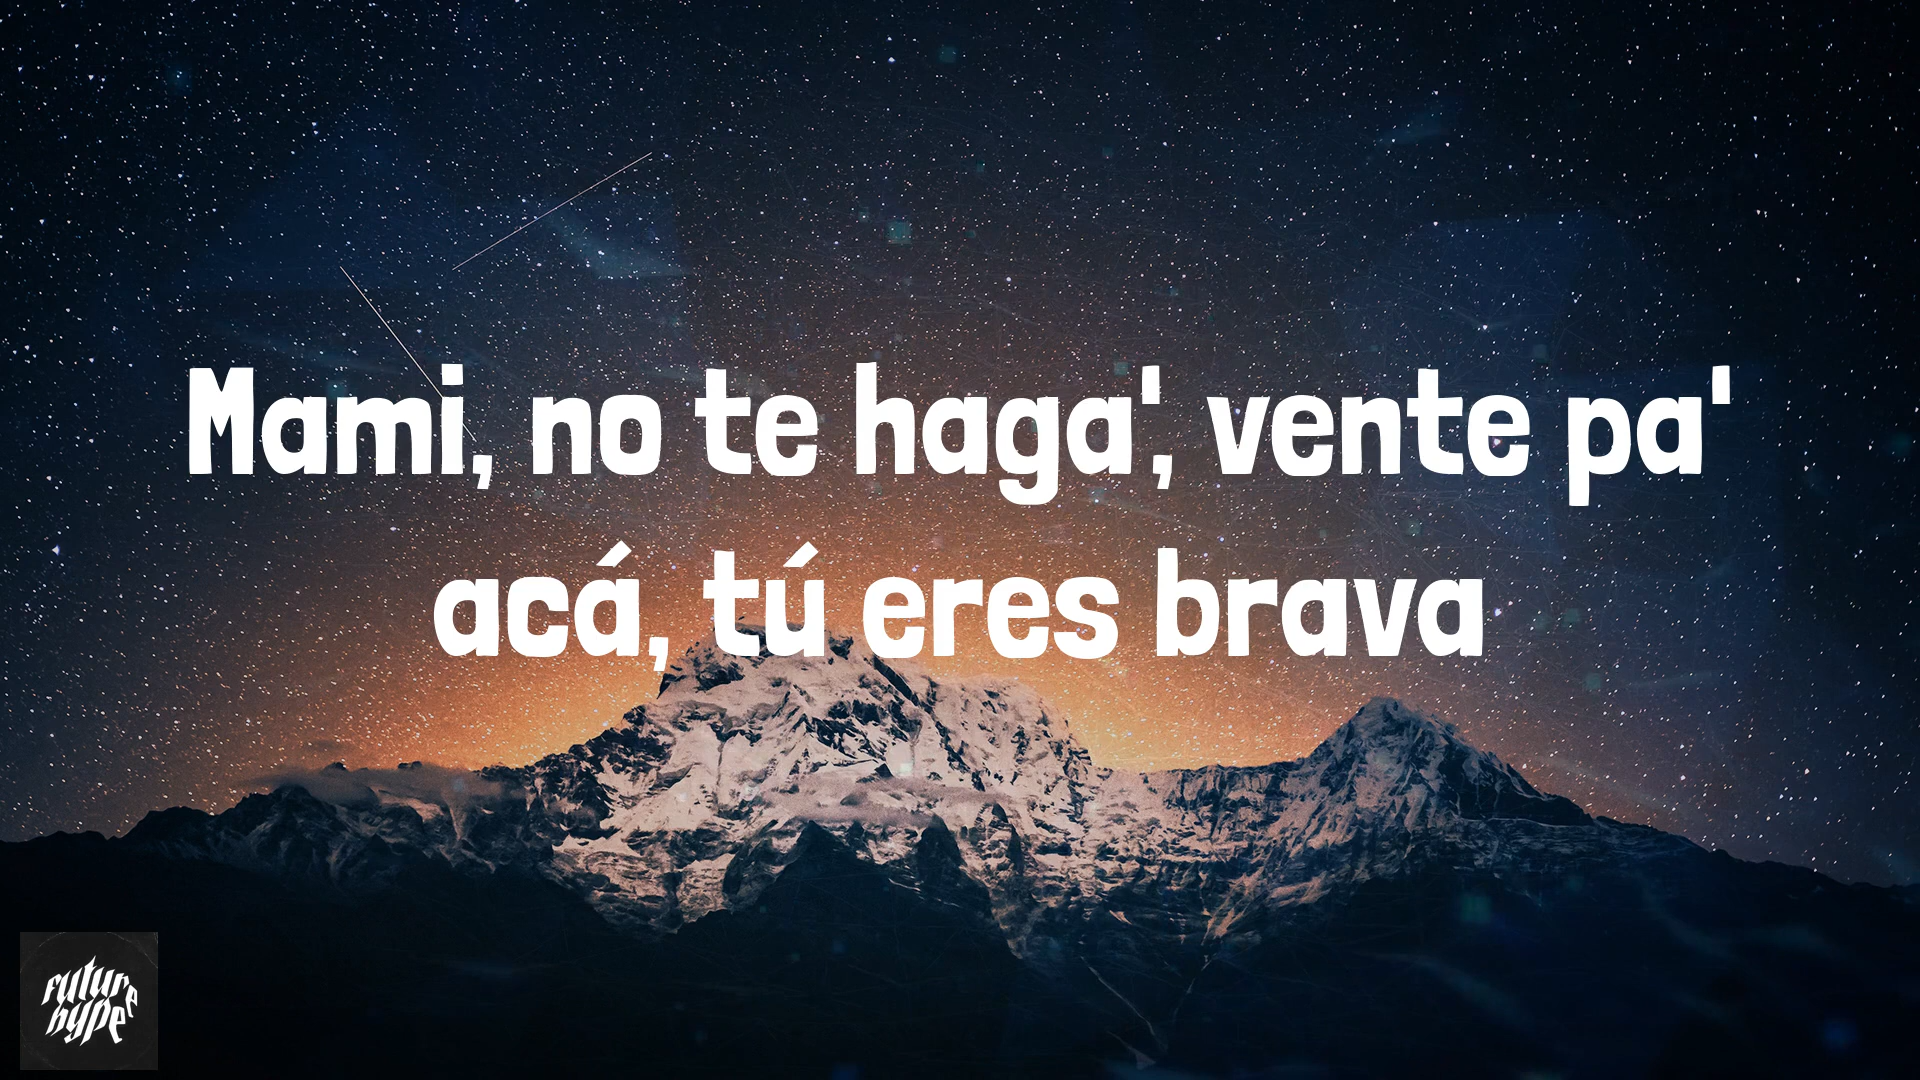 Mami, no te haga', vente pa'
acá, tú eres brava
future
hype